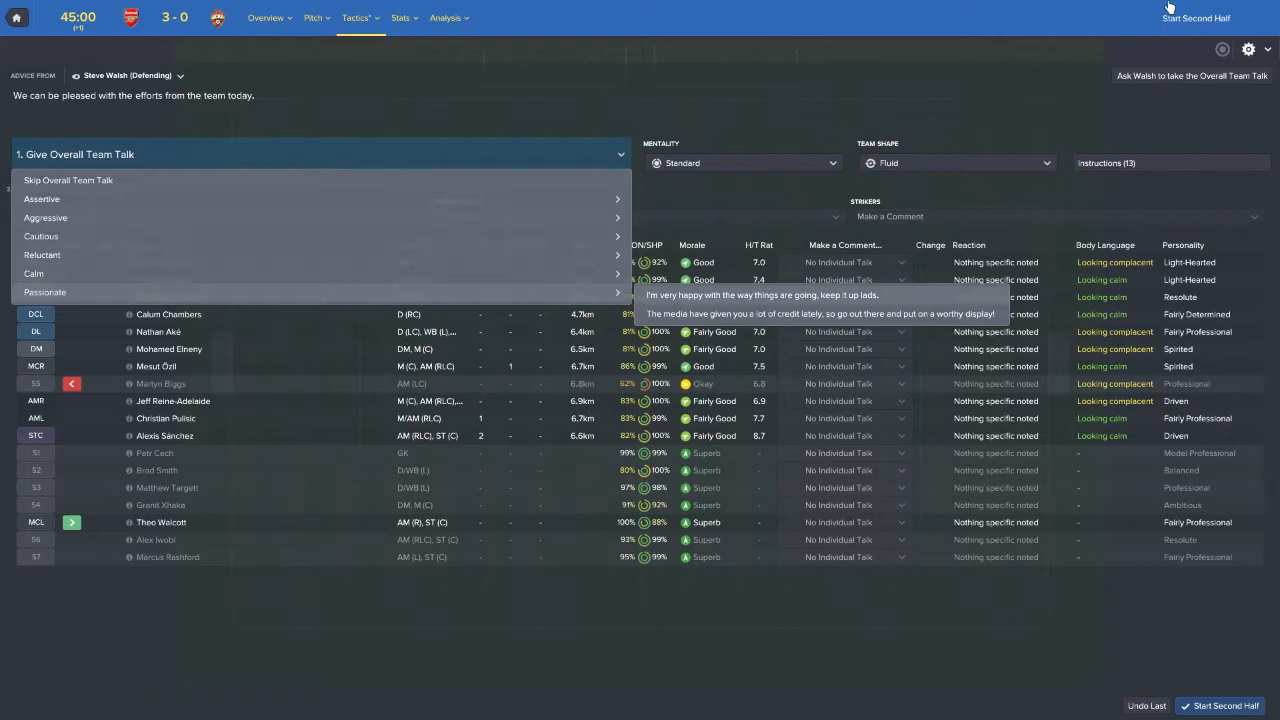 45:00 3 - 0 Overview Pitch Tactics* Stats Analysis Start Second Half
(+1)
ADVICE FROM Steve Walsh (Defending) Ask Walsh to take the Overall Team Talk
We can be pleased with the efforts from the team today.
MENTALITY TEAM SHAPE
1. Give Overall Team Talk Standard Fluid Instructions (13)
Skip Overall Team Talk
Assertive STRIKERS
Aggressive Make a Comment
Cautious ON/SHP Morale H/T Rat Make a Comment... Change Reaction Body Language Personality
Reluctant 92% Good 7.0 No Individual Talk Nothing specific noted Looking complacent Light-Hearted
Calm 99% Good 7.4 No Individual Talk Nothing specific noted Looking calm Light-Hearted
Passionate I'm very happy with the way things are going, keep it up lads. Looking calm Resolute
DCL Calum Chambers D (RC) 4.7km 81% The media have given you a lot of credit lately, so go out there and put on a worthy display! Looking calm Fairly Determined
DL Nathan Aké D (LC), WB (L),... 6.4km 81% 100% Fairly Good 7.0 No Individual Talk Nothing specific noted Looking complacent Fairly Professional
DM Mohamed Elneny DM, M (C) 6.5km 81% 100% Fairly Good 7.0 No Individual Talk Nothing specific noted Looking complacent Spirited
MCR Mesut Özil M (C), AM (RLC) - 1 - 6.7km 86% 99% Good 7.5 No Individual Talk Nothing specific noted Looking calm Spirited
S5 Martyn Biggs AM (LC) - - - 6.8km 62% 100% Okay 6.8 No Individual Talk Nothing specific noted Looking complacent Professional
AMR Jeff Reine-Adelaide M (C), AM (RLC),... - - - 6.9km 83% 100% Fairly Good 6.9 No Individual Talk Nothing specific noted Looking complacent Driven
AML Christian Pulisic M/AM (RLC) 1 - - 6.7km 83% 99% Fairly Good 7.7 No Individual Talk Nothing specific noted Looking calm Fairly Professional
STC Alexis Sánchez AM (RLC), ST (C) 2 - - 6.6km 82% 100% Fairly Good 8.7 No Individual Talk Nothing specific noted Looking calm Driven
S1 Petr Cech GK - - - 99% 99% Superb - No Individual Talk Nothing specific noted - Model Professional
S2 Brad Smith D/WB (L) - - - 80% 100% Superb - No Individual Talk Nothing specific noted - Balanced
S3 Matthew Targett D/WB (L) - - - 97% 98% Superb - No Individual Talk Nothing specific noted - Professional
S4 Granit Xhaka DM, M (C) - - - 91% 92% Superb - No Individual Talk Nothing specific noted - Ambitious
MCL Theo Walcott AM (R), ST (C) - - - 100% 88% Superb - No Individual Talk Nothing specific noted - Fairly Professional
S6 Alex Iwobi AM (RLC), ST (C) - - - 93% 99% Superb - No Individual Talk Nothing specific noted - Resolute
S7 Marcus Rashford AM (L), ST (C) - - - 95% 99% Superb - No Individual Talk Nothing specific noted - Fairly Professional
Undo Last Start Second Half